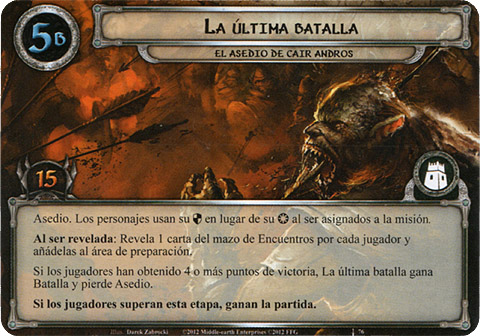 5B
LA ÚLTIMA BATALLA
EL ASEDIO DE CAIR ANDROS
15
Asedio. Los personajes usan su en lugar de su al ser asignados a la misión.
Al ser revelada: Revela 1 carta del mazo de Encuentros por cada jugador y
añádelas al área de preparación.
Si los jugadores han obtenido 4 o más puntos de victoria, La última batalla gana
Batalla y pierde Asedio.
Si los jugadores superan esta etapa, ganan la partida.
Illus. Darek Zabrocki ©2012 Middle-earth Enterprises ©2012 FFG 76